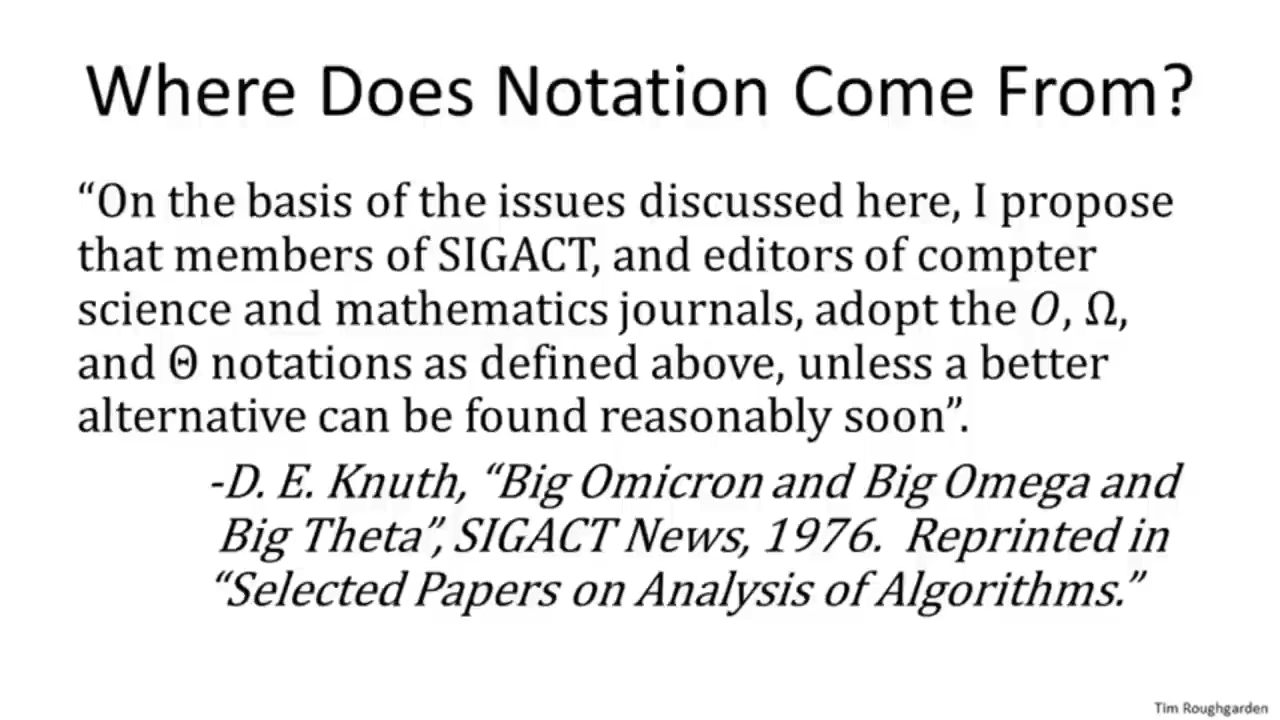 Where Does Notation Come From?
“On the basis of the issues discussed here, I propose
that members of SIGACT, and editors of compter
science and mathematics journals, adopt the O, Ω,
and Θ notations as defined above, unless a better
alternative can be found reasonably soon”.
-D. E. Knuth, “Big Omicron and Big Omega and
Big Theta”, SIGACT News, 1976. Reprinted in
“Selected Papers on Analysis of Algorithms.”
Tim Roughgarden